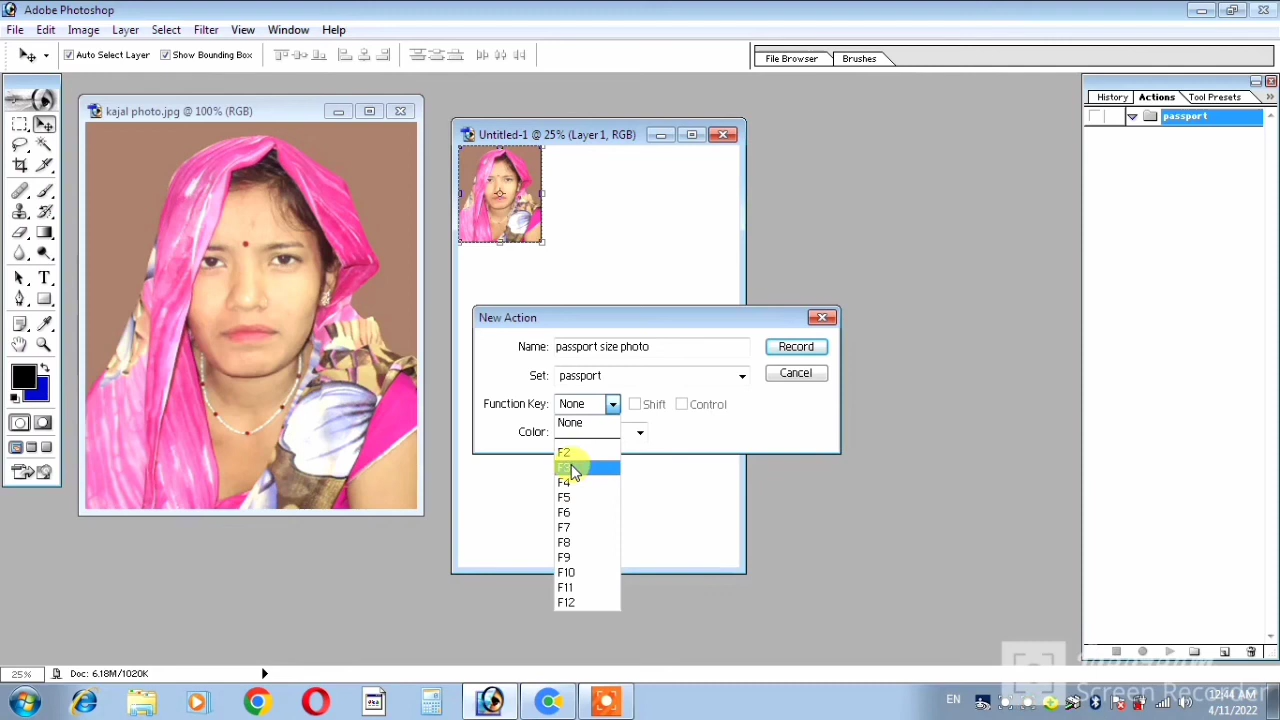 Adobe Photoshop
File Edit Image Layer Select Filter View Window Help
Auto Select Layer Show Bounding Box
File Browser Brushes
kajal photo.jpg @ 100% (RGB)
Untitled-1 @ 25% (Layer 1, RGB)
History Actions Tool Presets
passport
New Action
Name: passport size photo
Record
Set: passport
Cancel
Function Key: None Shift Control
None
Color:
F2
F3
F4
F5
F6
F7
F8
F9
F10
F11
F12
25% Doc: 6.18M/1020K
Screen Recorder
EN
12:44 AM
4/11/2022